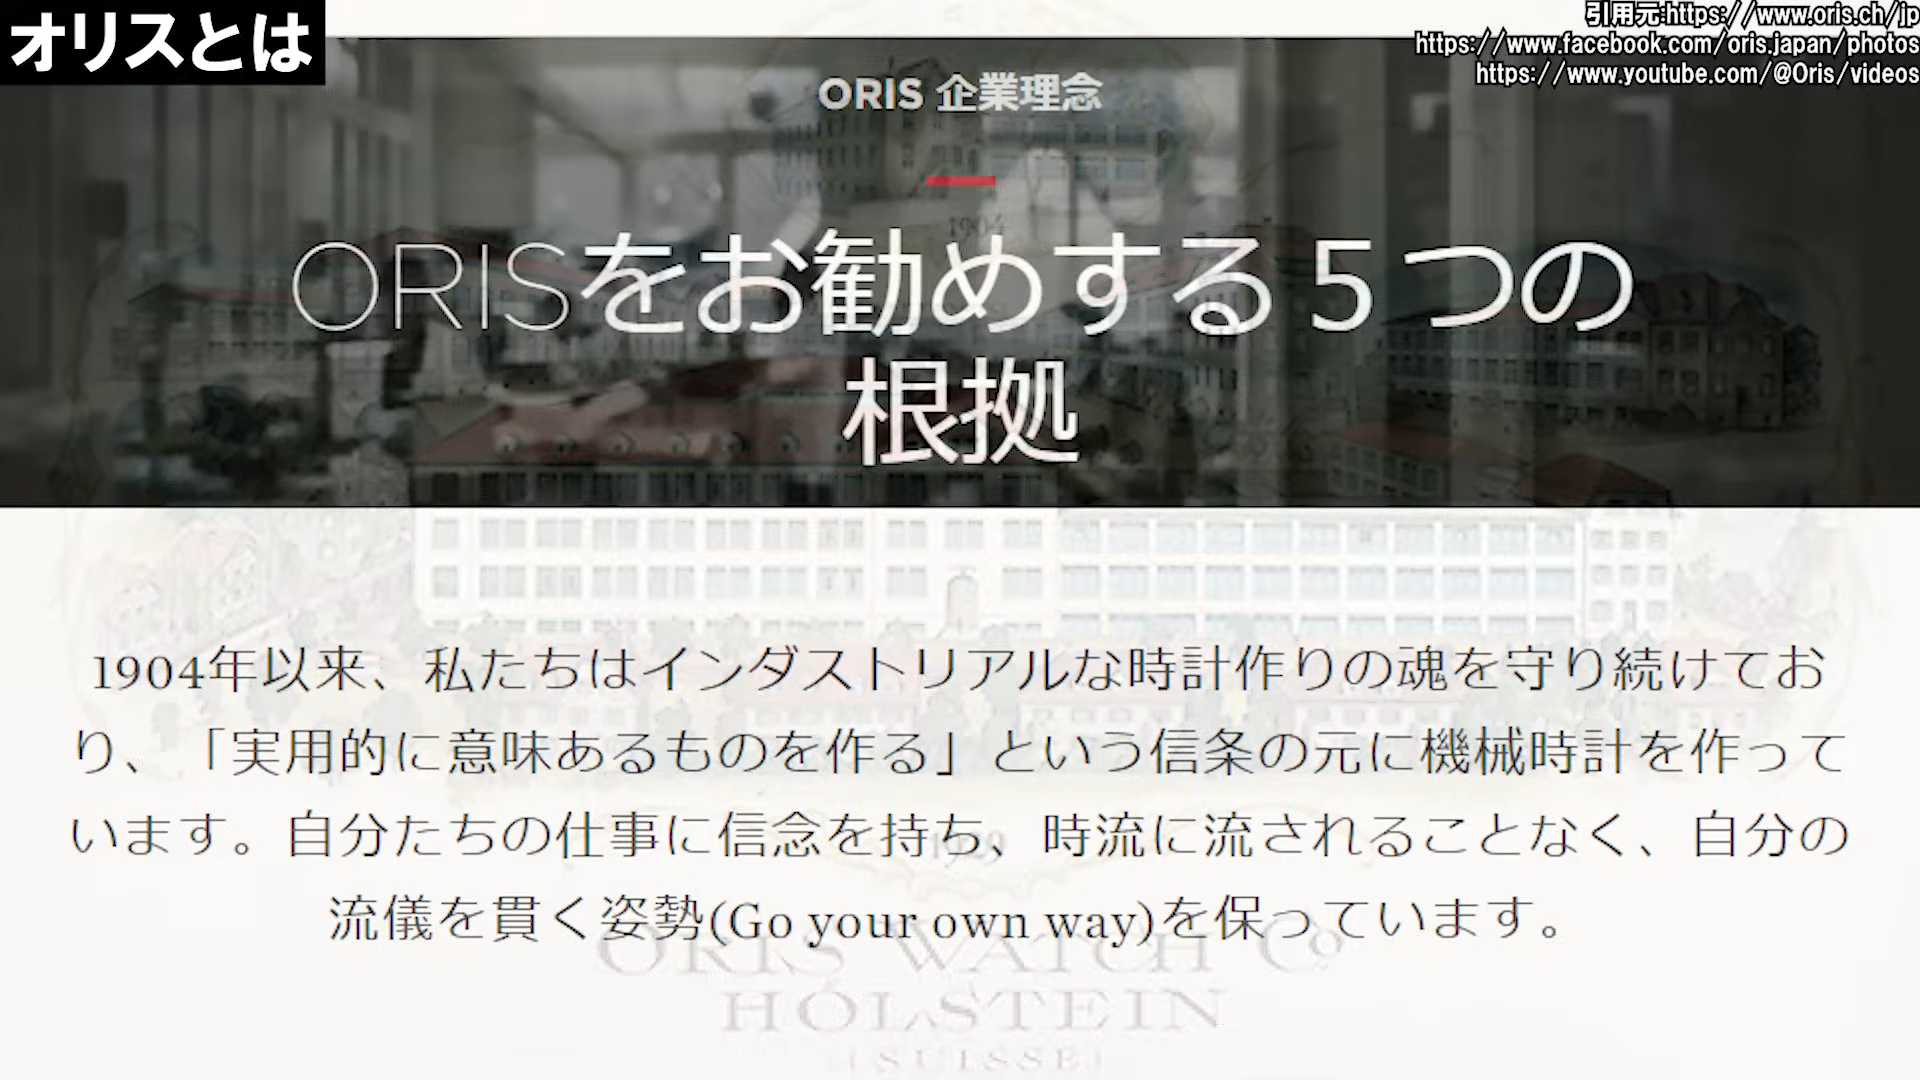 オリスとは
引用元:https://www.oris.ch/jp
https://www.facebook.com/oris.japan/photos
https://www.youtube.com/@Oris/videos
ORIS 企業理念
1904
ORISをお勧めする５つの
根拠
1904年以来、私たちはインダストリアルな時計作りの魂を守り続けてお
り、「実用的に意味あるものを作る」という信条の元に機械時計を作って
います。自分たちの仕事に信念を持ち、時流に流されることなく、自分の
流儀を貫く姿勢(Go your own way)を保っています。
ORIS WATCH Co
HÖLSTEIN
(SUISSE)